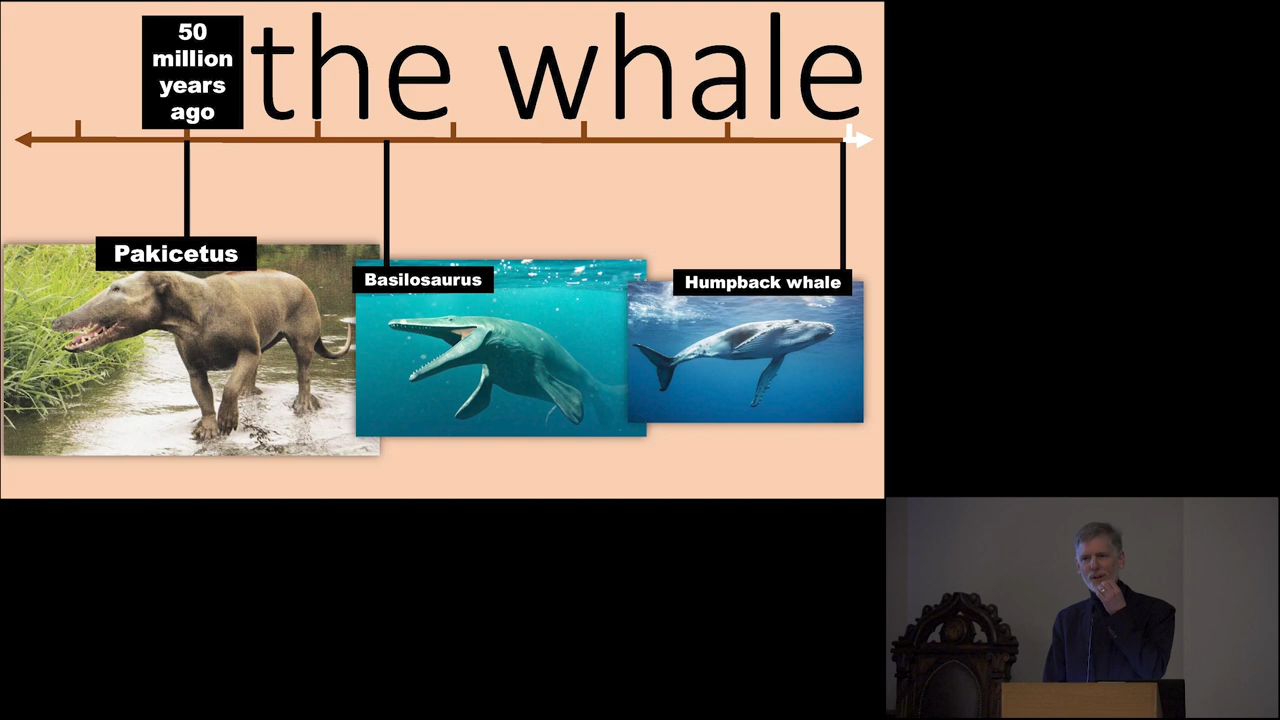 50
million
years
ago
the whale
Pakicetus
Basilosaurus
Humpback whale